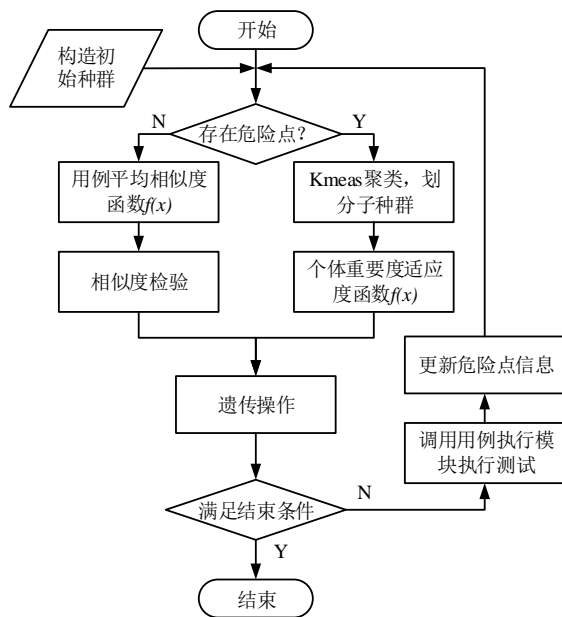 开始
构造初
始种群
存在危险点？
N
Y
用例平均相似度
函数f(x)
Kmeas聚类，划
分子种群
相似度检验
个体重要度适应
度函数f(x)
更新危险点信息
遗传操作
调用用例执行模
块执行测试
满足结束条件
N
Y
结束